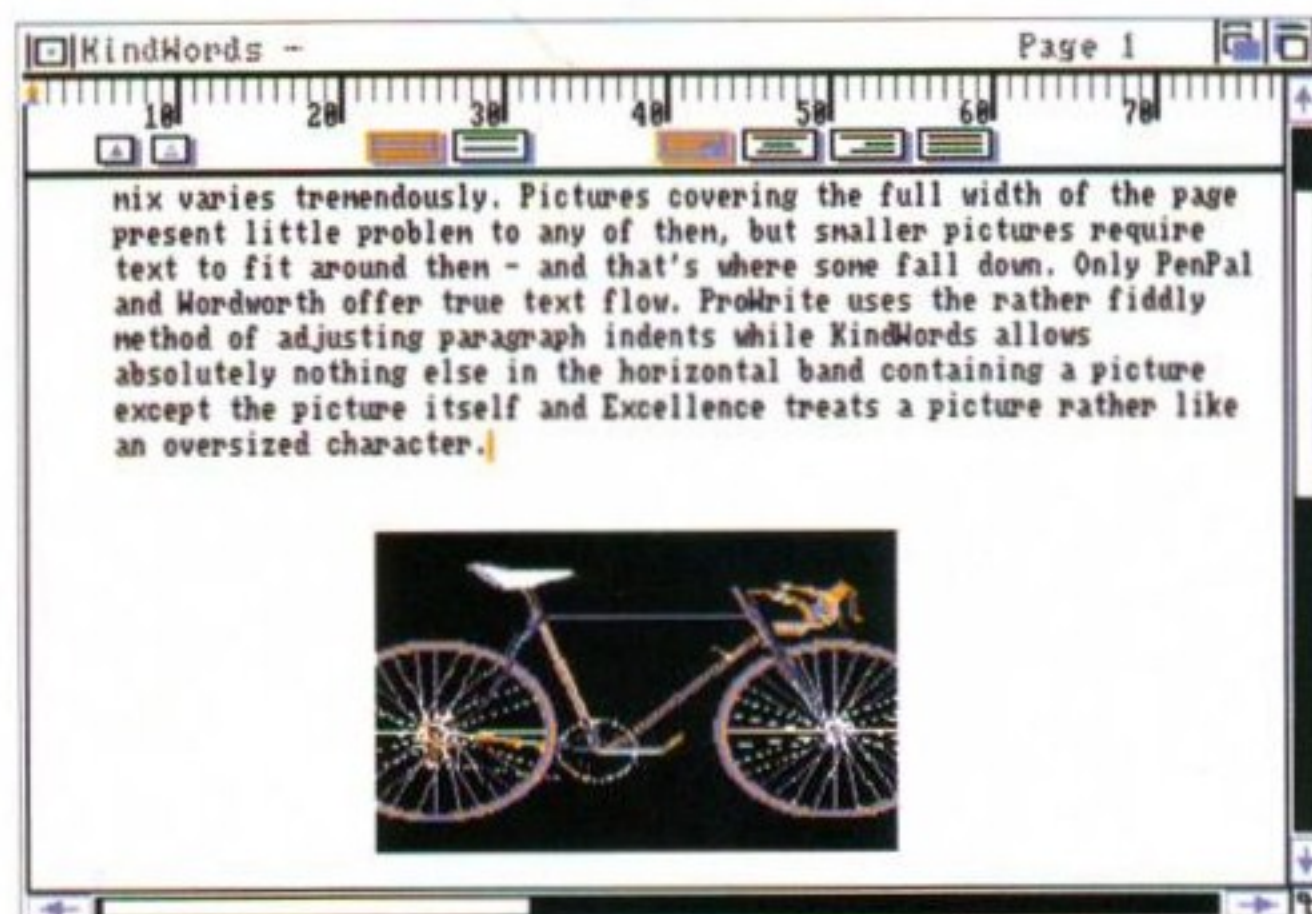 KindWords - Page 1
10 20 30 40 50 60 70
mix varies tremendously. Pictures covering the full width of the page
present little problem to any of them, but smaller pictures require
text to fit around them - and that's where some fall down. Only PenPal
and Wordworth offer true text flow. ProWrite uses the rather fiddly
method of adjusting paragraph indents while KindWords allows
absolutely nothing else in the horizontal band containing a picture
except the picture itself and Excellence treats a picture rather like
an oversized character.